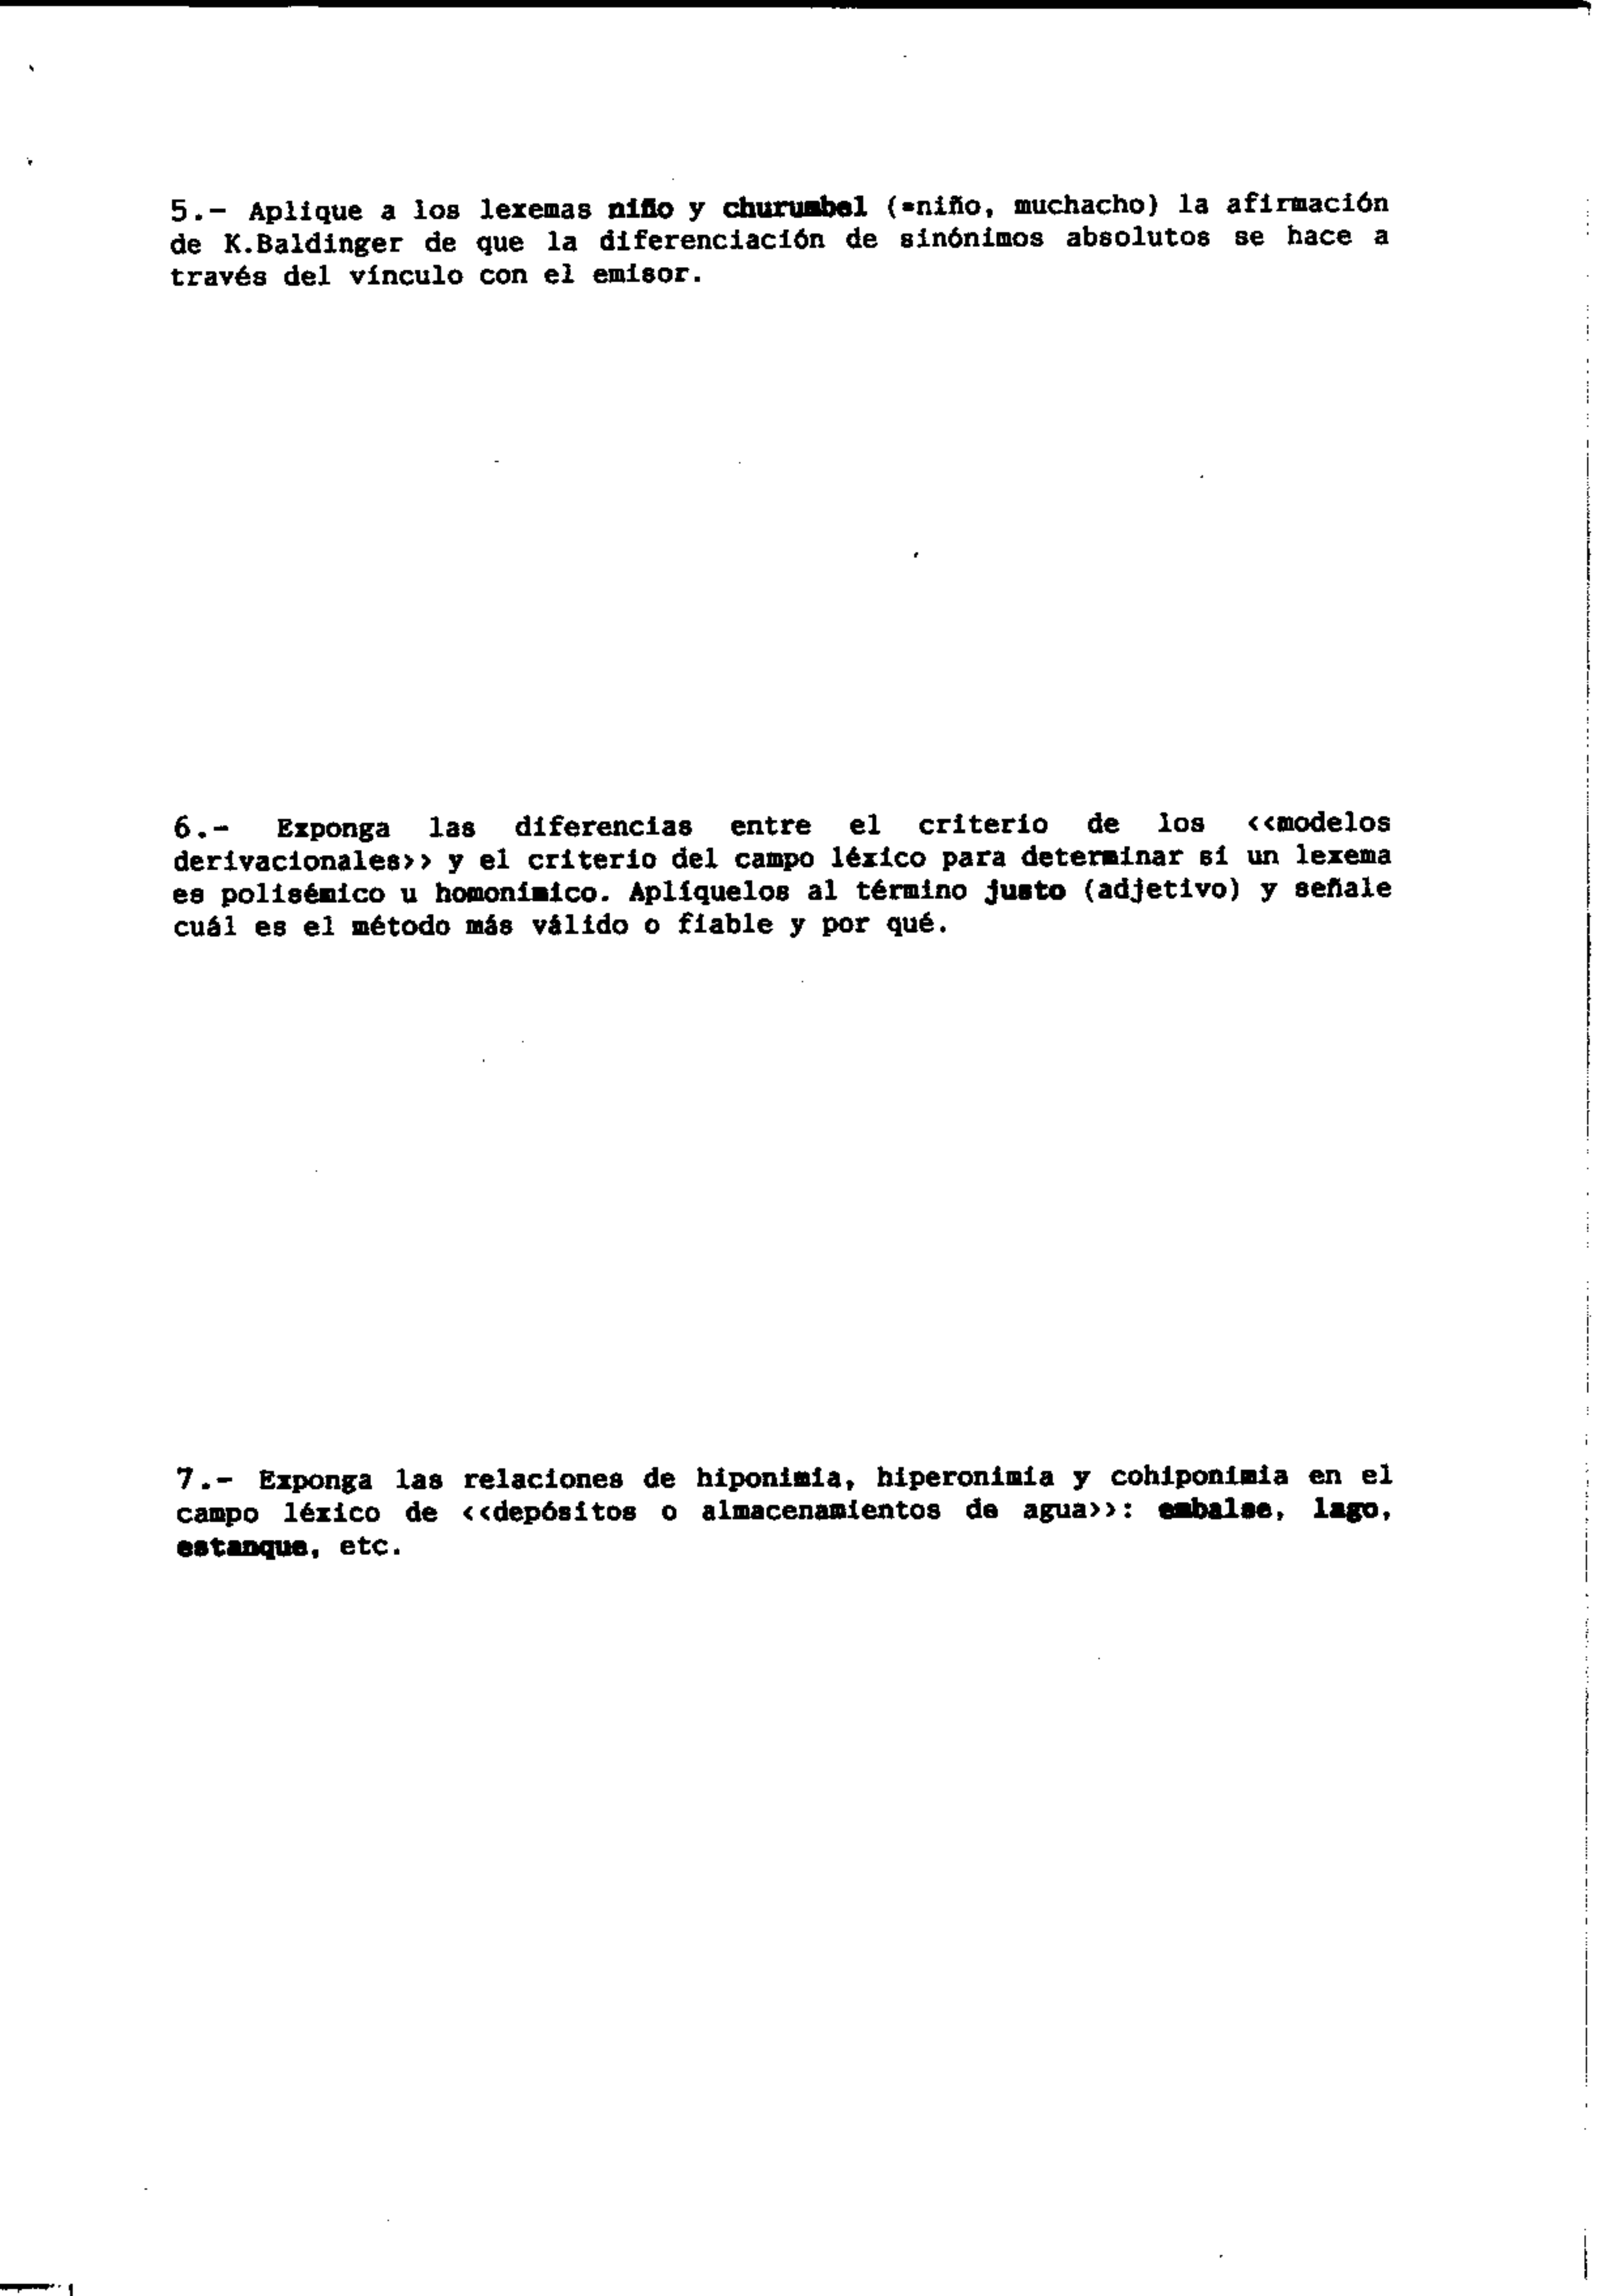 5.- Aplique a los lexemas niño y churumbel (=niño, muchacho) la afirmación
de K.Baldinger de que la diferenciación de sinónimos absolutos se hace a
través del vínculo con el emisor.
6.- Exponga las diferencias entre el criterio de los <<modelos
derivacionales>> y el criterio del campo léxico para determinar si un lexema
es polisémico u homonímico. Aplíquelos al término justo (adjetivo) y señale
cuál es el método más válido o fiable y por qué.
7.- Exponga las relaciones de hiponimia, hiperonimia y cohiponimia en el
campo léxico de <<depósitos o almacenamientos de agua>>: embalse, lago,
estanque, etc.